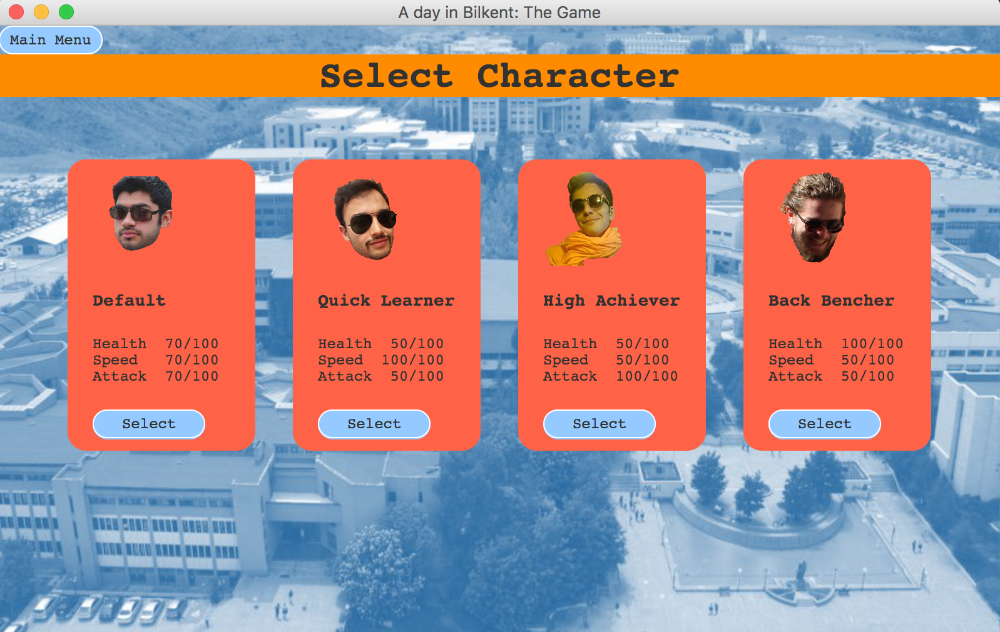 A day in Bilkent: The Game
Main Menu
Select Character
Default
Health 70/100
Speed 70/100
Attack 70/100
Select
Quick Learner
Health 50/100
Speed 100/100
Attack 50/100
Select
High Achiever
Health 50/100
Speed 50/100
Attack 100/100
Select
Back Bencher
Health 100/100
Speed 50/100
Attack 50/100
Select